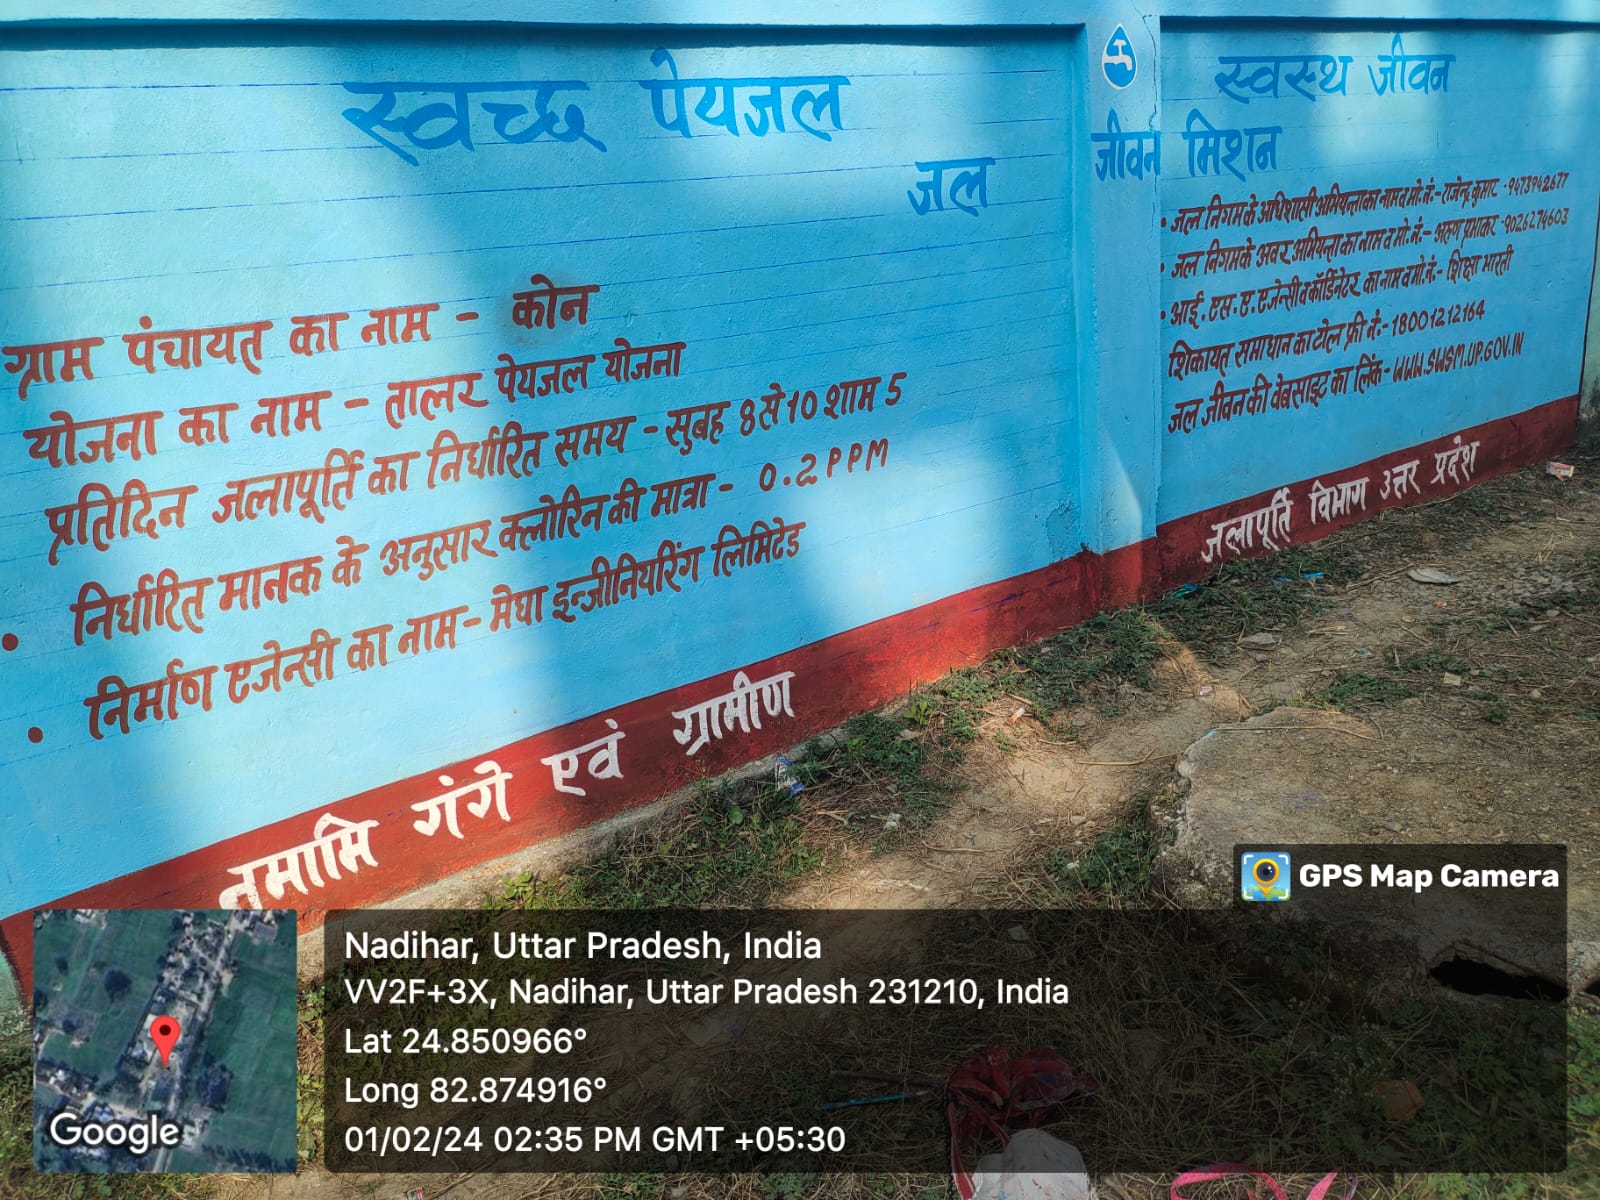 स्वच्छ पेयजल
स्वस्थ जीवन
जल जीवन मिशन
ग्राम पंचायत का नाम - कोन
योजना का नाम - तालर पेयजल योजना
प्रतिदिन जलापूर्ति का निर्धारित समय - सुबह 8 से 10 शाम 5
• निर्धारित मानक के अनुसार क्लोरिन की मात्रा - 0.2 PPM
• निर्माण एजेन्सी का नाम - मेघा इन्जीनियरिंग लिमिटेड
• जल निगम के अधिशासी अभियन्ता का नाम व मो.नं:- राजेन्द्र कुमार - 9473942677
• जल निगम के अवर अभियन्ता का नाम व मो.नं:- अरुण प्रभाकर - 9026274603
• आई.एस.ए.एजेन्सी व कॉर्डिनेटर का नाम व मो.नं:- शिक्षा भारती
शिकायत् समाधान का टोल फ्री नं:- 18001212164
जल जीवन की वेबसाइट का लिंक- WWW.SWSM.UP.GOV.IN
नमामि गंगे एवं ग्रामीण जलापूर्ति विभाग उत्तर प्रदेश
GPS Map Camera
Nadihar, Uttar Pradesh, India
VV2F+3X, Nadihar, Uttar Pradesh 231210, India
Lat 24.850966°
Long 82.874916°
01/02/24 02:35 PM GMT +05:30
Google